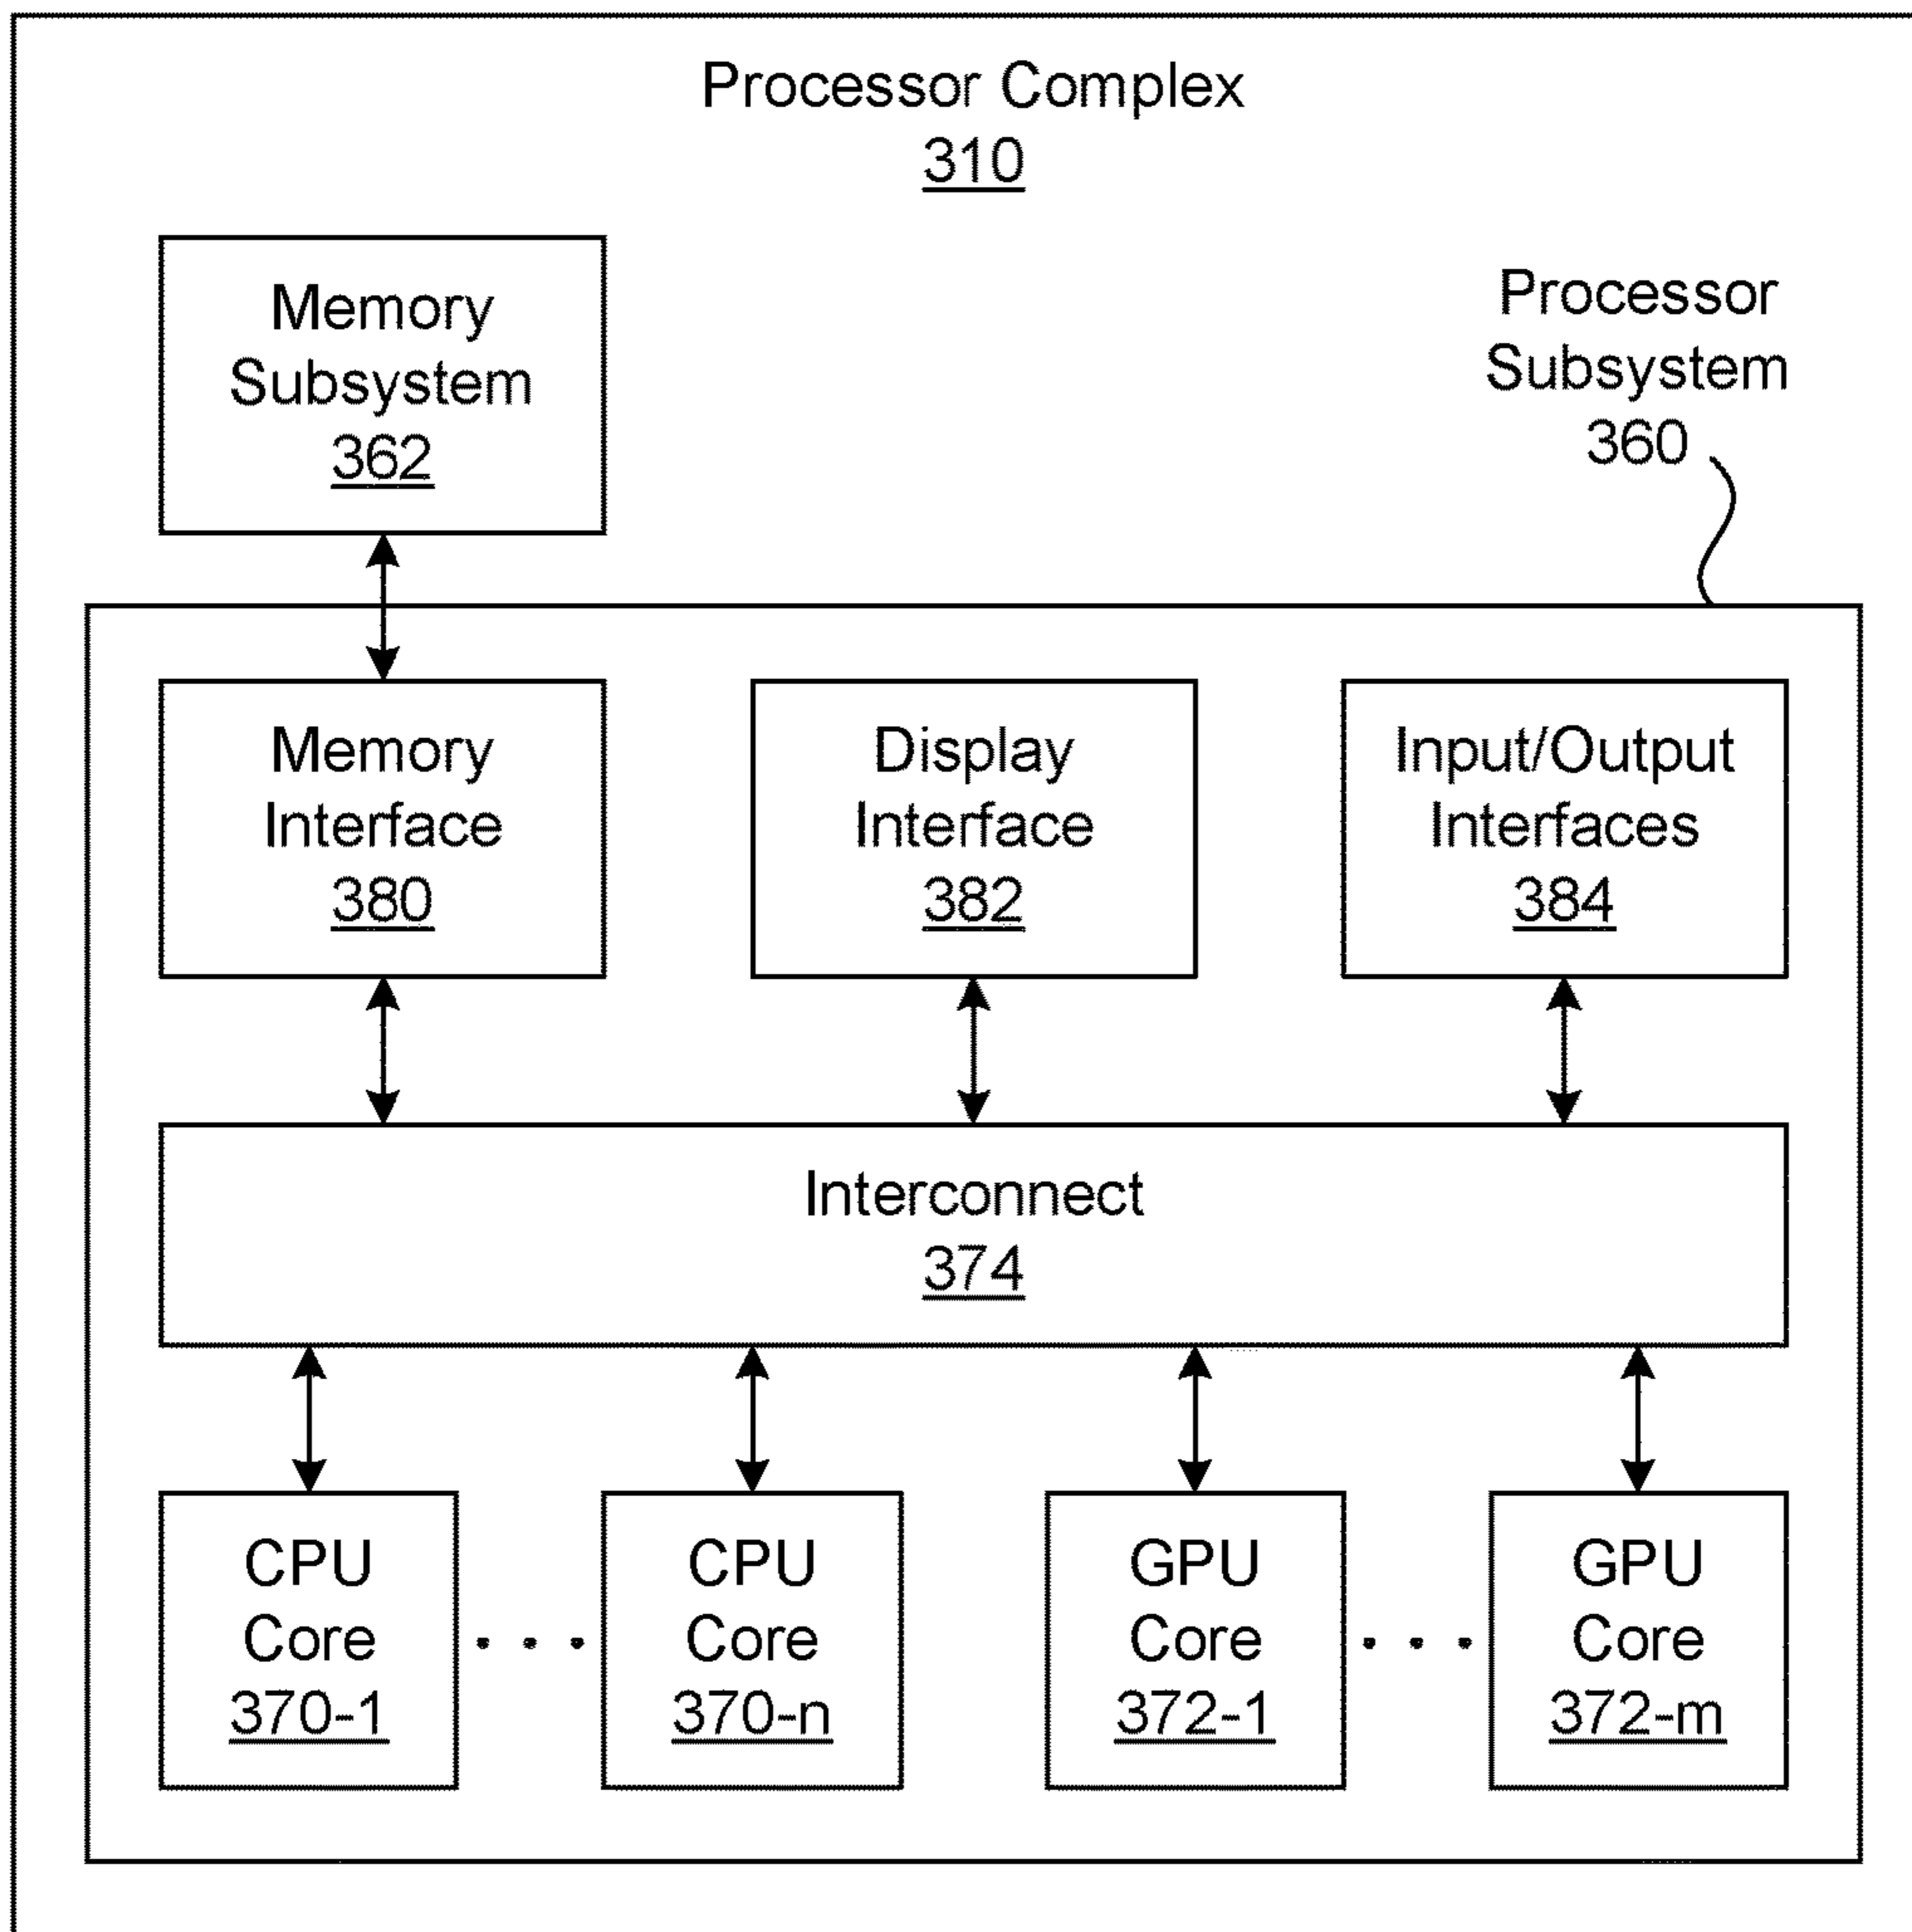 Processor Complex
310
Memory
Subsystem
362
Processor
Subsystem
360
Memory
Interface
380
Display
Interface
382
Input/Output
Interfaces
384
Interconnect
374
CPU
Core
370-1
. . .
CPU
Core
370-n
GPU
Core
372-1
. . .
GPU
Core
372-m